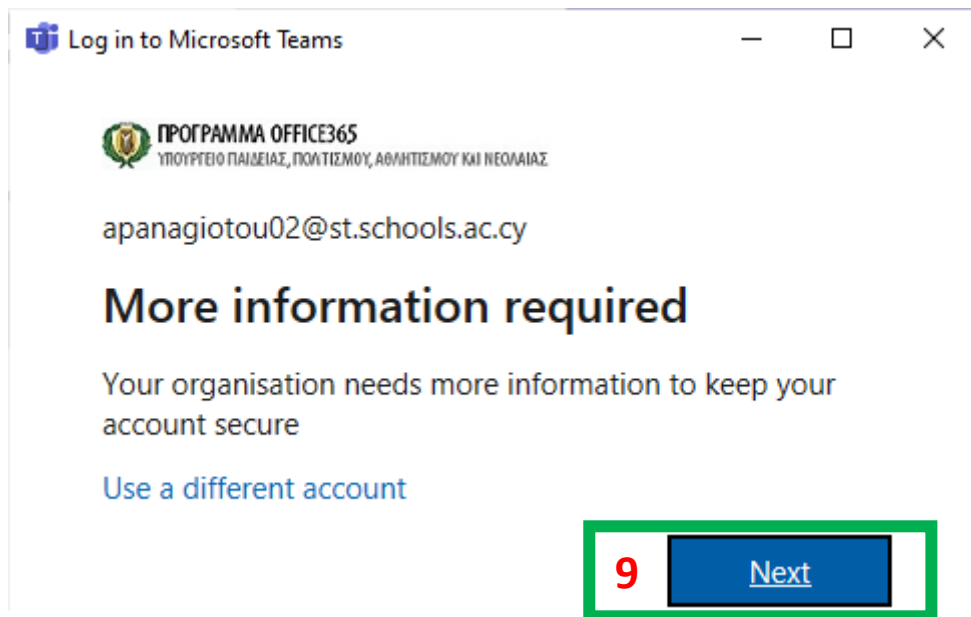 Log in to Microsoft Teams
ΠΡΟΓΡΑΜΜΑ OFFICE365
ΥΠΟΥΡΓΕΙΟ ΠΑΙΔΕΙΑΣ, ΠΟΛΙΤΙΣΜΟΥ, ΑΘΛΗΤΙΣΜΟΥ ΚΑΙ ΝΕΟΛΑΙΑΣ
apanagiotou02@st.schools.ac.cy
More information required
Your organisation needs more information to keep your
account secure
Use a different account
9 Next